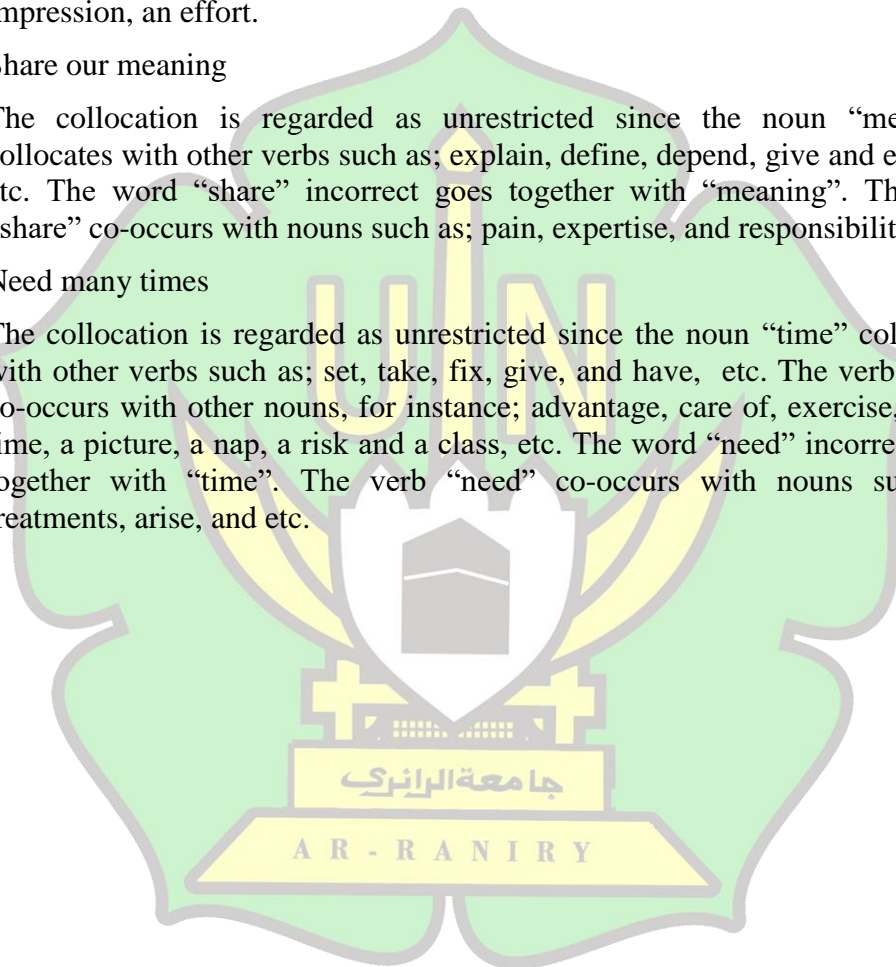 mpression, an effort.
Share our meaning
The collocation is regarded as unrestricted since the noun “me
ollocates with other verbs such as; explain, define, depend, give and e
tc. The word “share” incorrect goes together with “meaning”. Th
“share” co-occurs with nouns such as; pain, expertise, and responsibilit
Need many times
The collocation is regarded as unrestricted since the noun “time” col
with other verbs such as; set, take, fix, give, and have, etc. The verb
o-occurs with other nouns, for instance; advantage, care of, exercise,
ime, a picture, a nap, a risk and a class, etc. The word “need” incorre
ogether with “time”. The verb “need” co-occurs with nouns su
reatments, arise, and etc.
UIN
جامعة الرانري
AR-RANIRY